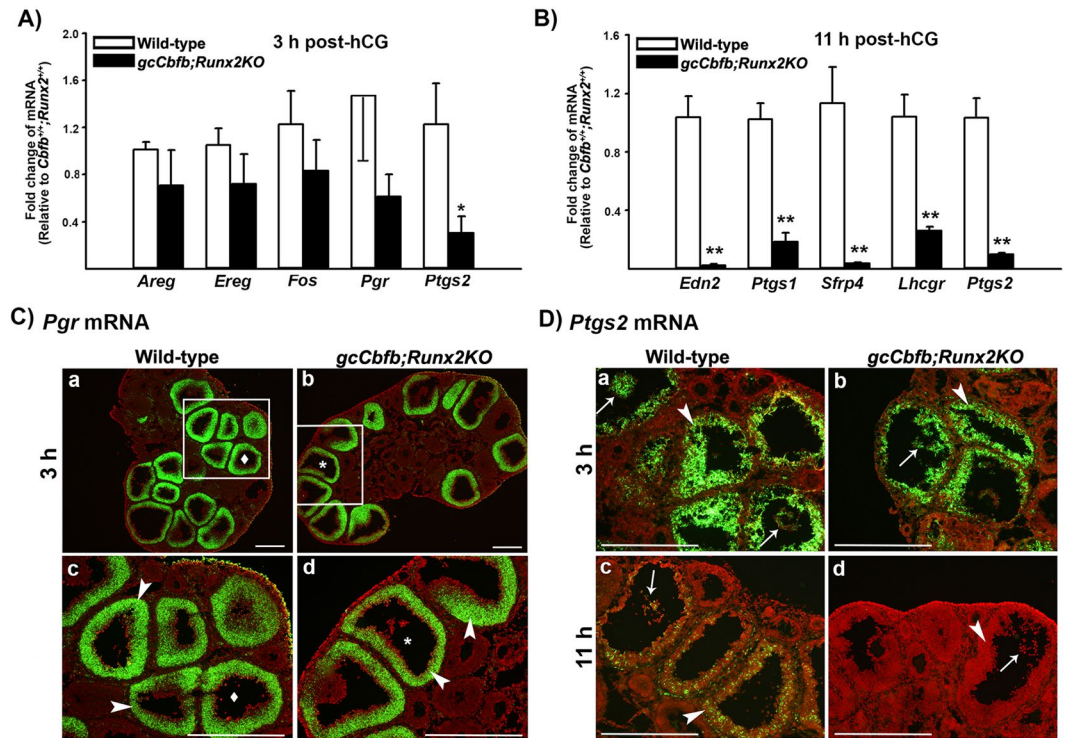 A)
3 h post-hCG
Wild-type
gcCbfb;Runx2KO
Fold change of mRNA
(Relative to Cbfb+/+;Runx2+/+)
2.0
1.6
1.2
0.8
0.4
*
Areg Ereg Fos Pgr Ptgs2
B)
11 h post-hCG
Wild-type
gcCbfb;Runx2KO
Fold change of mRNA
(Relative to Cbfb+/+;Runx2+/+)
1.6
1.2
0.8
0.4
** ** ** ** **
Edn2 Ptgs1 Sfrp4 Lhcgr Ptgs2
C) Pgr mRNA
Wild-type gcCbfb;Runx2KO
3 h
a b
*
c d
*
D) Ptgs2 mRNA
Wild-type gcCbfb;Runx2KO
3 h
a b
11 h
c d